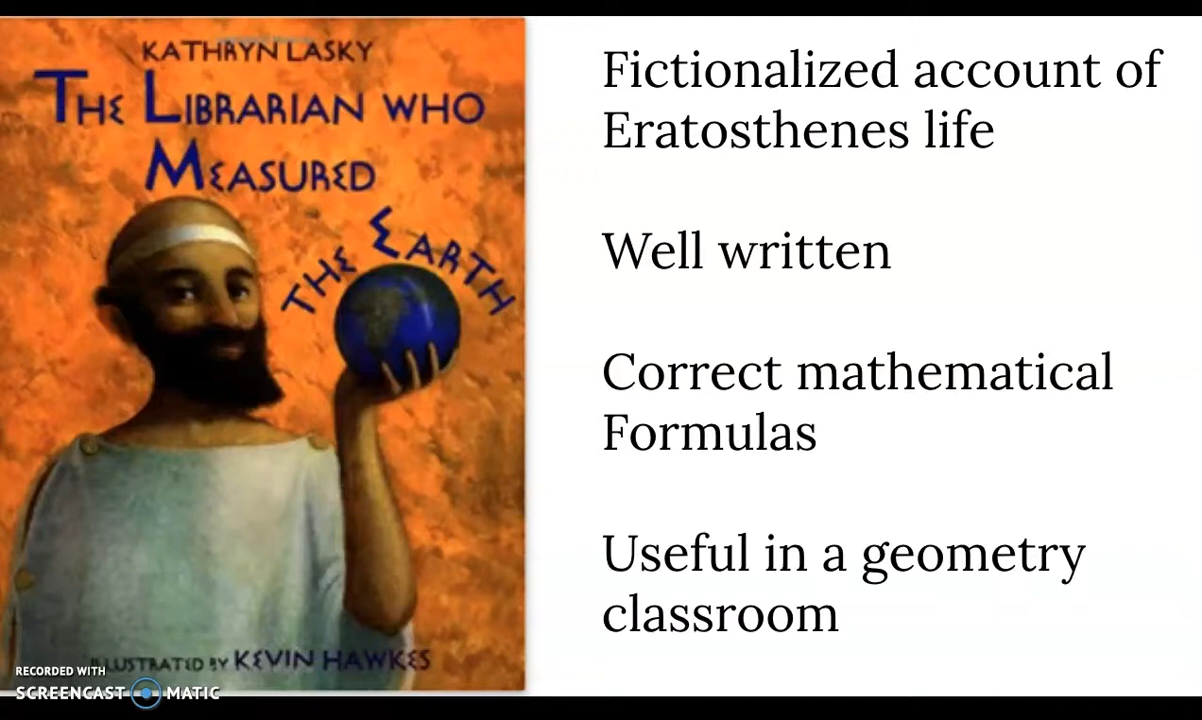 KATHRYN LASKY
THE LIBRARIAN WHO
MEASURED
THE EARTH
ILLUSTRATED BY KEVIN HAWKES
RECORDED WITH
SCREENCAST MATIC
Fictionalized account of
Eratosthenes life
Well written
Correct mathematical
Formulas
Useful in a geometry
classroom